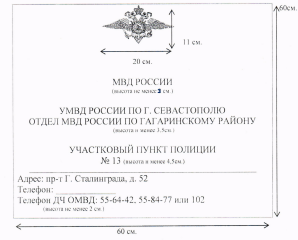 60см.
11 см.
20 см.
МВД РОССИИ
(высота не менее 3 см.)
УМВД РОССИИ ПО Г. СЕВАСТОПОЛЮ
ОТДЕЛ МВД РОССИИ ПО ГАГАРИНСКОМУ РАЙОНУ
(высота н менее 3,5см.)
УЧАСТКОВЫЙ ПУНКТ ПОЛИЦИИ
№ 13 (высота н менее 4,5см.)
Адрес: пр-т Г. Сталинграда, д. 52
Телефон:
Телефон ДЧ ОМВД: 55-64-42, 55-84-77 или 102
(высота не менее 2 см.)
60 см.